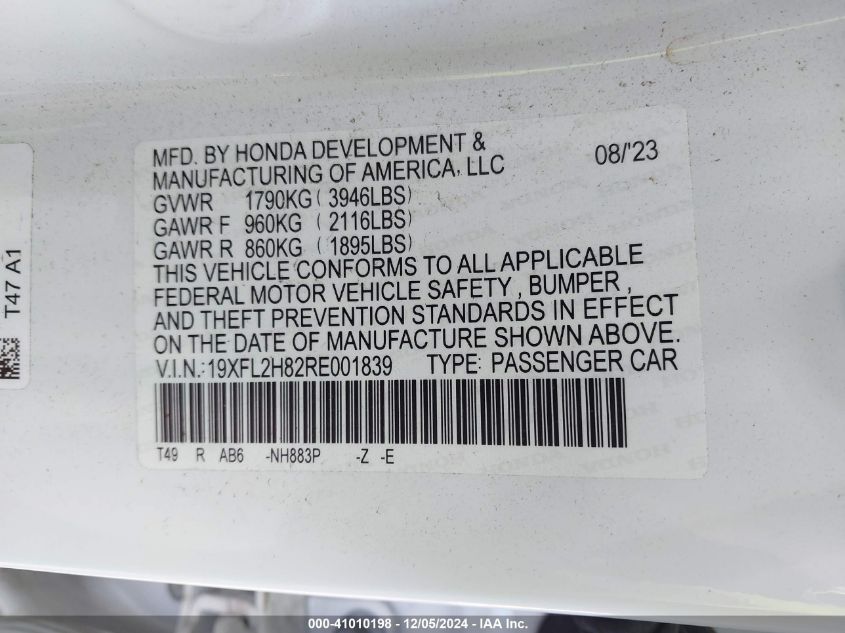 MFD. BY HONDA DEVELOPMENT &
MANUFACTURING OF AMERICA, LLC
08/'23
GVWR 1790KG ( 3946LBS)
GAWR F 960KG ( 2116LBS)
GAWR R 860KG ( 1895LBS)
THIS VEHICLE CONFORMS TO ALL APPLICABLE
FEDERAL MOTOR VEHICLE SAFETY , BUMPER ,
AND THEFT PREVENTION STANDARDS IN EFFECT
ON THE DATE OF MANUFACTURE SHOWN ABOVE.
V.I.N.:19XFL2H82RE001839 TYPE: PASSENGER CAR
T49 R AB6 -NH883P -Z -E
T47 A1
000-41010198 - 12/05/2024 - IAA Inc.